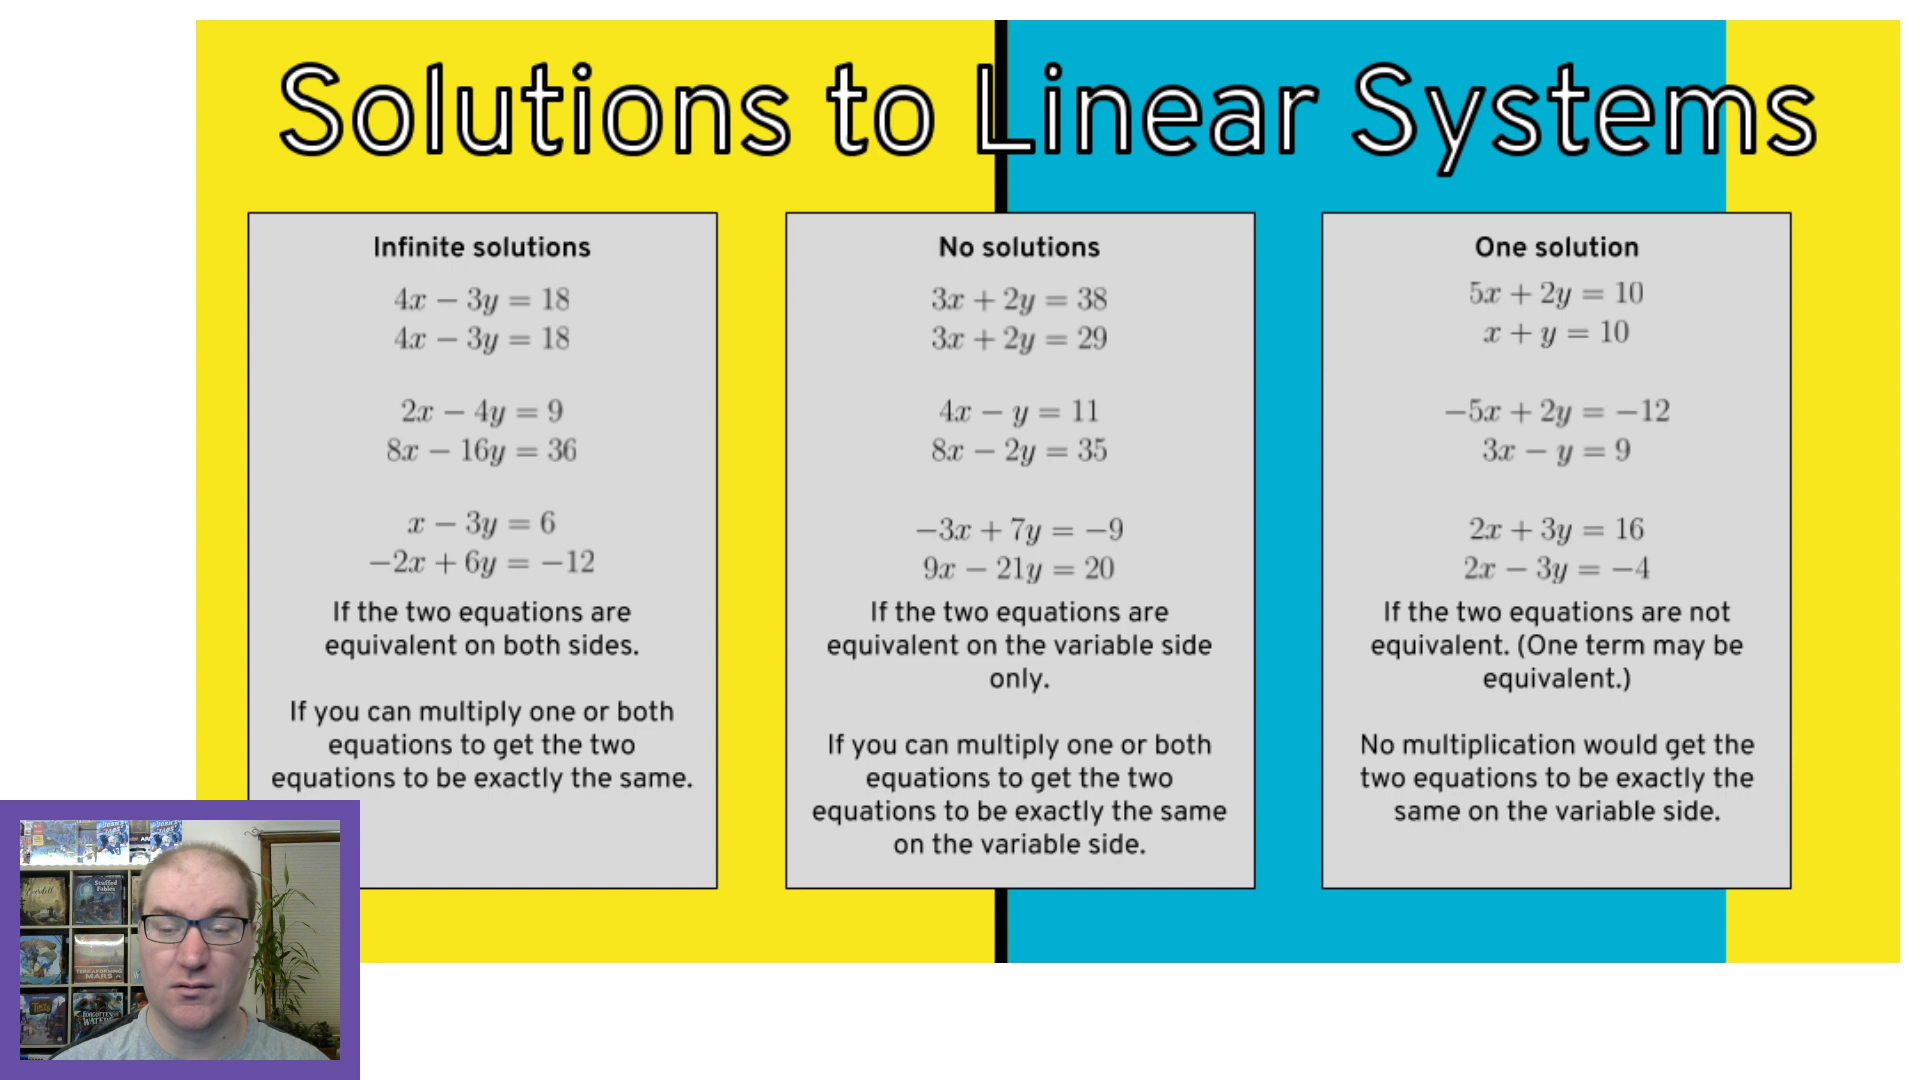 Solutions to Linear Systems
Infinite solutions
4x − 3y = 18
4x − 3y = 18
2x − 4y = 9
8x − 16y = 36
x − 3y = 6
−2x + 6y = −12
If the two equations are
equivalent on both sides.
If you can multiply one or both
equations to get the two
equations to be exactly the same.
No solutions
3x + 2y = 38
3x + 2y = 29
4x − y = 11
8x − 2y = 35
−3x + 7y = −9
9x − 21y = 20
If the two equations are
equivalent on the variable side
only.
If you can multiply one or both
equations to get the two
equations to be exactly the same
on the variable side.
One solution
5x + 2y = 10
x + y = 10
−5x + 2y = −12
3x − y = 9
2x + 3y = 16
2x − 3y = −4
If the two equations are not
equivalent. (One term may be
equivalent.)
No multiplication would get the
two equations to be exactly the
same on the variable side.
Stuffed
Fables
TERRAFORMING
MARS
FORGOTTEN
WATERS